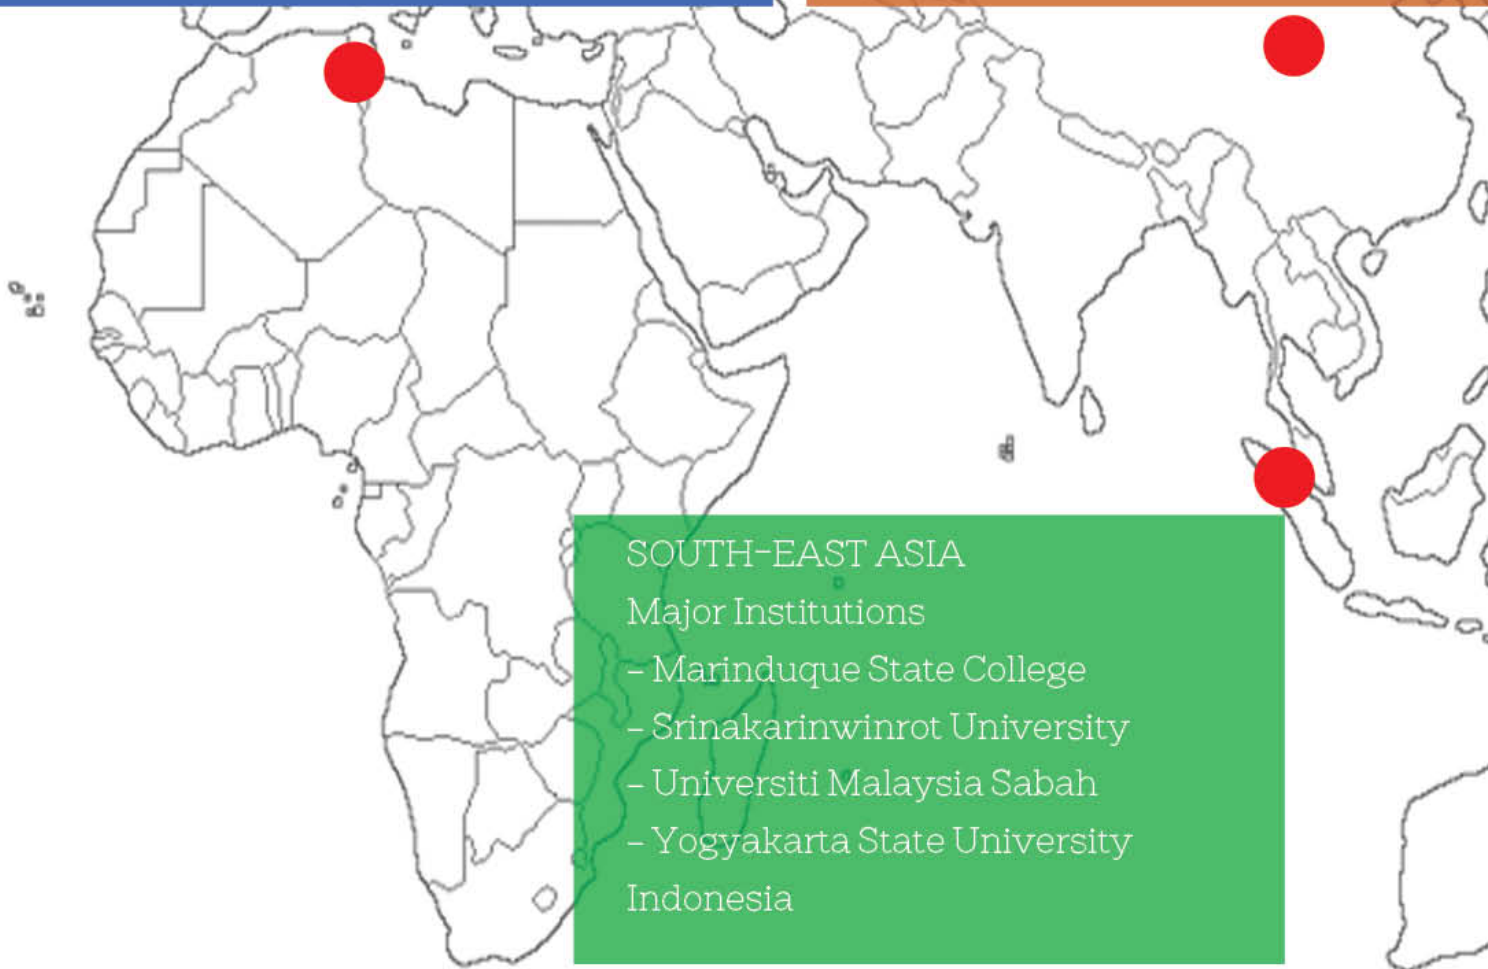 SOUTH-EAST ASIA
Major Institutions
– Marinduque State College
– Srinakarinwinrot University
– Universiti Malaysia Sabah
– Yogyakarta State University
Indonesia